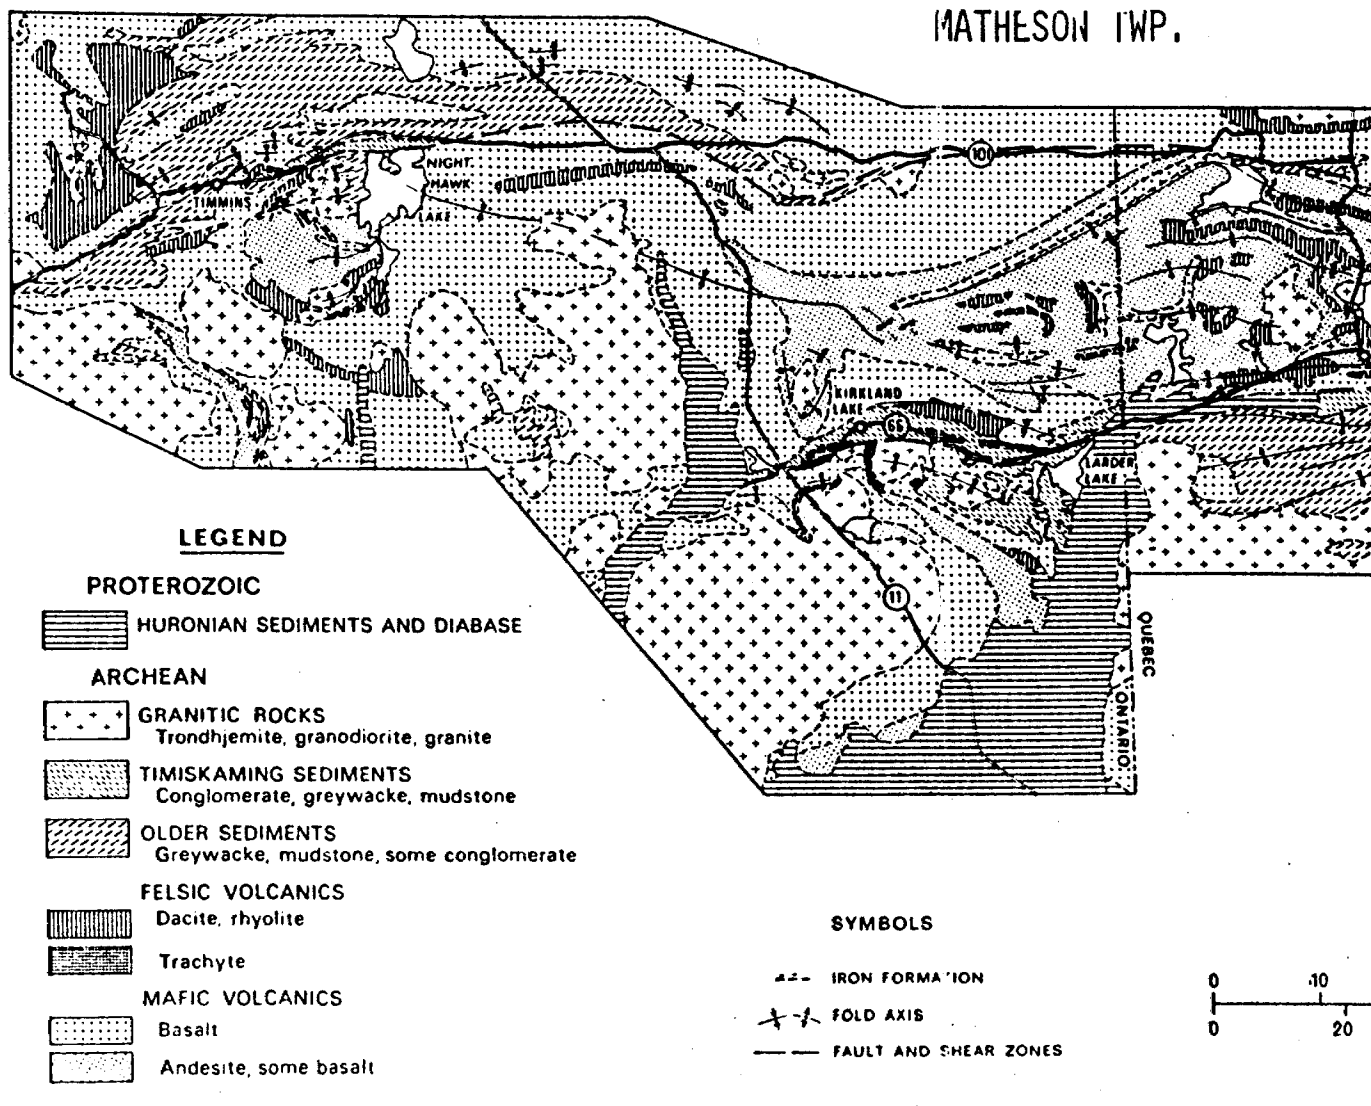 MATHESON TWP.
101
NIGHT
HAWK
LAKE
TIMMINS
KIRKLAND
LAKE
66
LARDER
LAKE
11
QUEBEC
ONTARIO
LEGEND
PROTEROZOIC
HURONIAN SEDIMENTS AND DIABASE
ARCHEAN
GRANITIC ROCKS
Trondhjemite, granodiorite, granite
TIMISKAMING SEDIMENTS
Conglomerate, greywacke, mudstone
OLDER SEDIMENTS
Greywacke, mudstone, some conglomerate
FELSIC VOLCANICS
Dacite, rhyolite
Trachyte
MAFIC VOLCANICS
Basalt
Andesite, some basalt
SYMBOLS
IRON FORMATION
FOLD AXIS
FAULT AND SHEAR ZONES
0 10
0 20